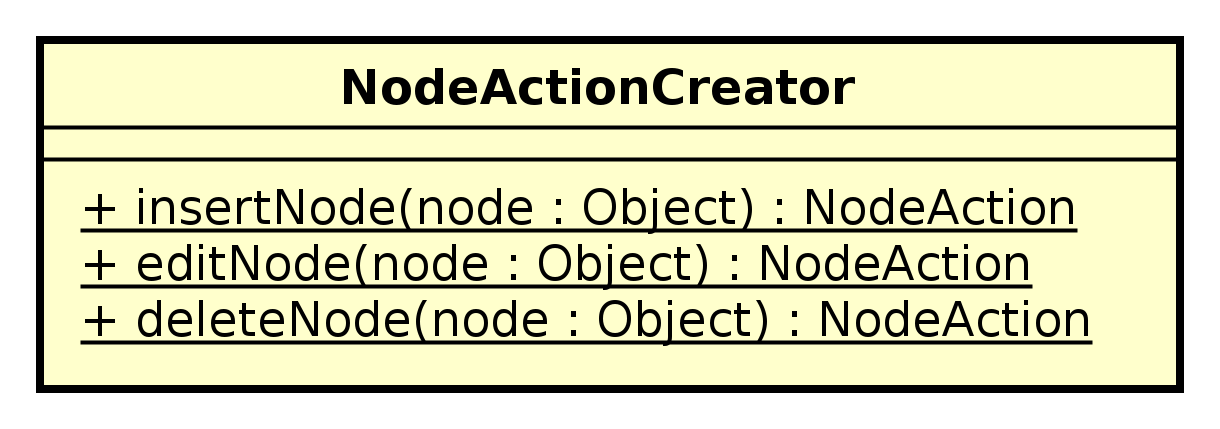 NodeActionCreator
+ insertNode(node : Object) : NodeAction
+ editNode(node : Object) : NodeAction
+ deleteNode(node : Object) : NodeAction